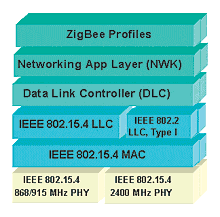 ZigBee Profiles
Networking App Layer (NWK)
Data Link Controller (DLC)
IEEE 802.15.4 LLC
IEEE 802.2
LLC, Type I
IEEE 802.15.4 MAC
IEEE 802.15.4
868/915 MHz PHY
IEEE 802.15.4
2400 MHz PHY